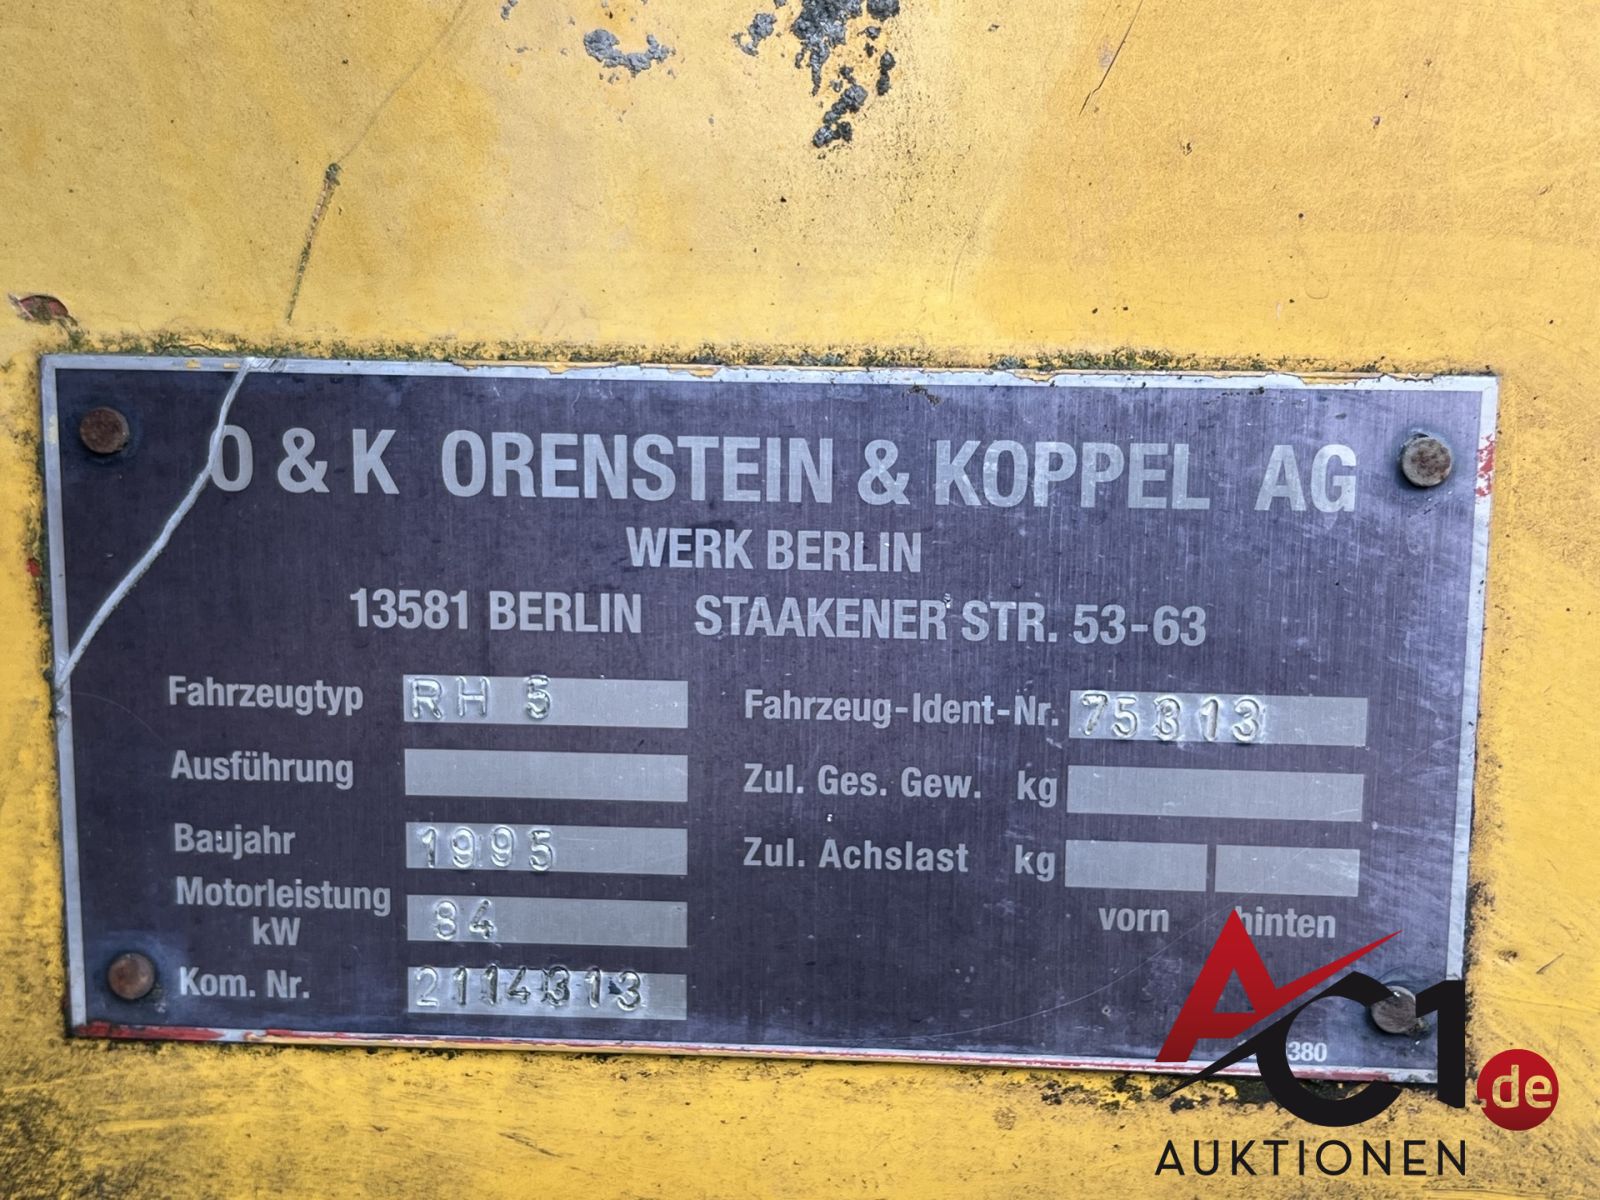 O & K ORENSTEIN & KOPPEL AG
WERK BERLIN
13581 BERLIN STAAKENER STR. 53-63
Fahrzeugtyp RH 5
Ausführung
Baujahr 1995
Motorleistung kW 84
Kom. Nr. 2114313
Fahrzeug-Ident-Nr. 75313
Zul. Ges. Gew. kg
Zul. Achslast kg
vorn hinten
380
AC1.de
AUKTIONEN